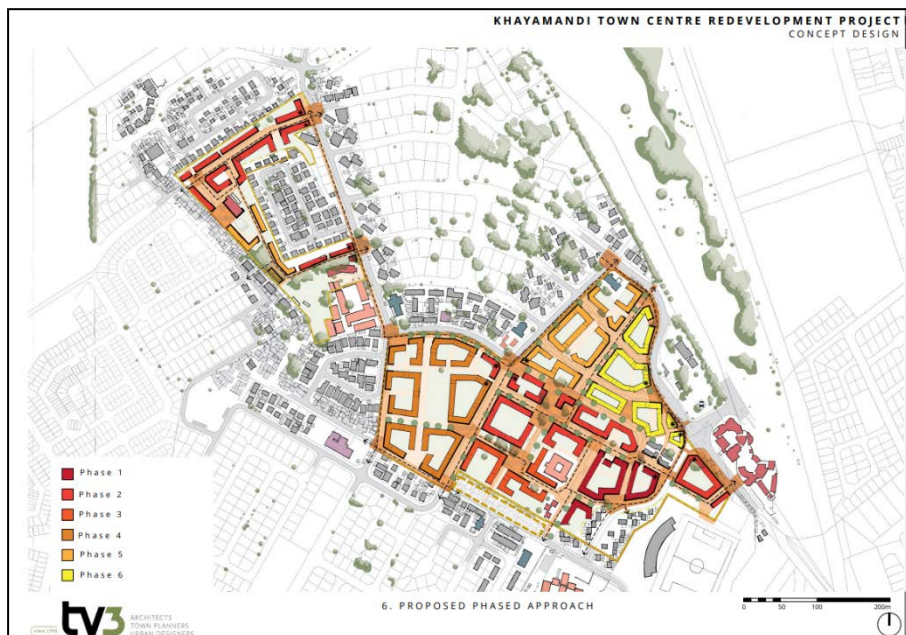 KHAYAMANDI TOWN CENTRE REDEVELOPMENT PROJECT
CONCEPT DESIGN
Phase 1
Phase 2
Phase 3
Phase 4
Phase 5
Phase 6
6. PROPOSED PHASED APPROACH
0 50 100 200m
tv3
ARCHITECTS
TOWN PLANNERS
URBAN DESIGNERS